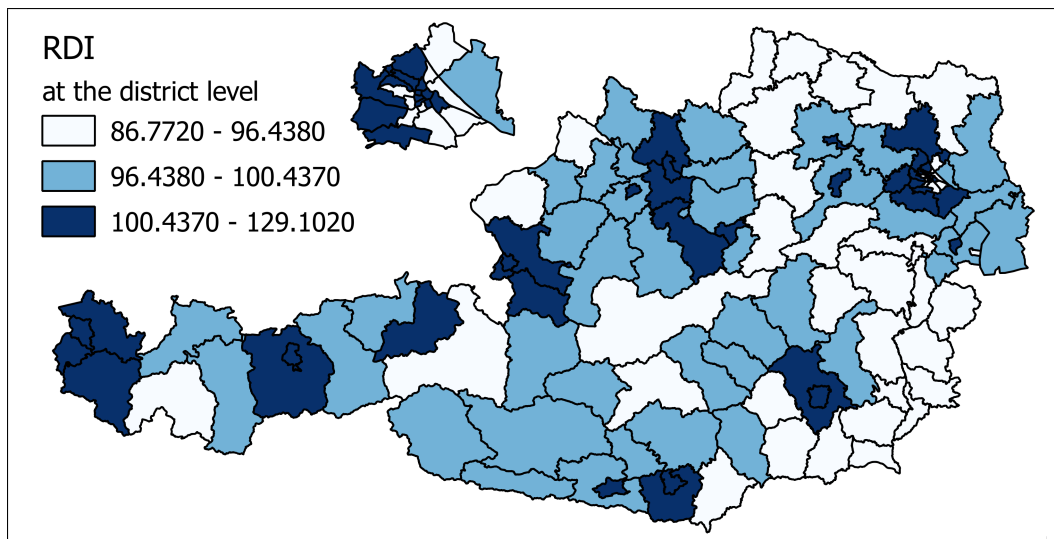 RDI
at the district level
86.7720 - 96.4380
96.4380 - 100.4370
100.4370 - 129.1020